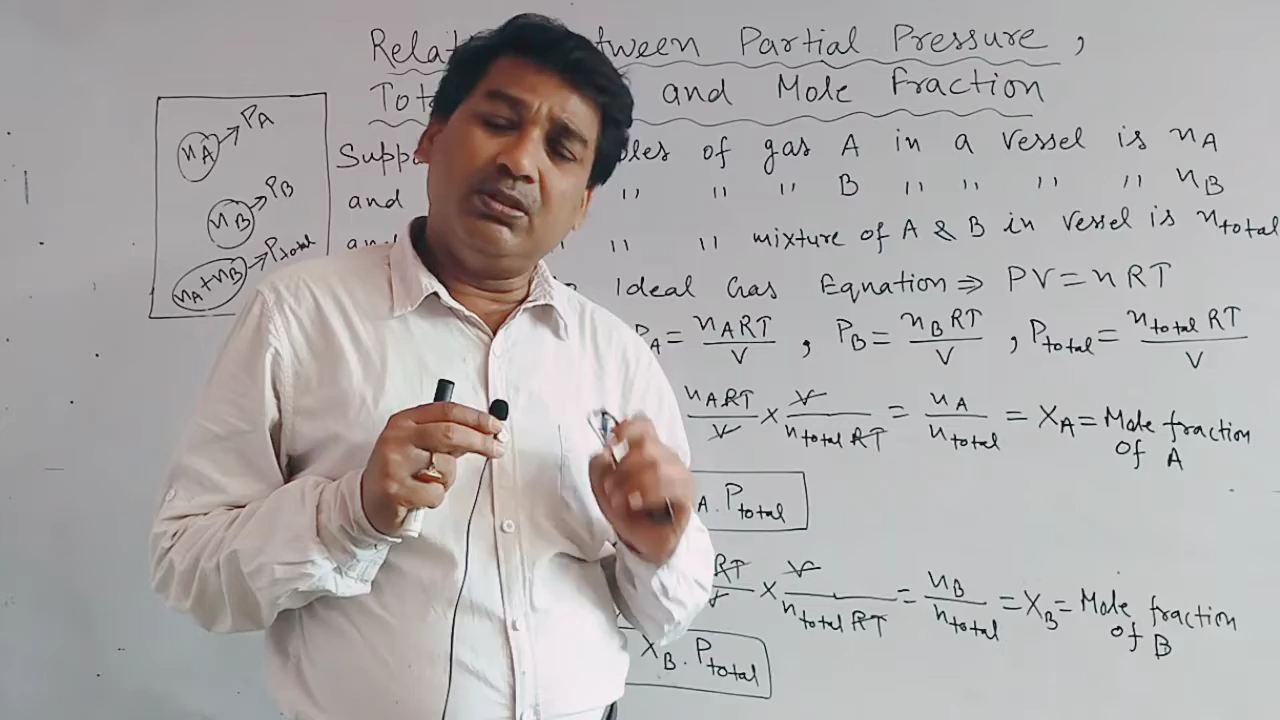 Relat tween Partial Pressure,
Tot and Mole Fraction
nA → PA
nB → PB
nA+nB → Ptotal
Supp les of gas A in a vessel is nA
and " " " B " " " " nB
an " " mixture of A & B in vessel is ntotal
Ideal Gas Equation ⇒ PV = nRT
PA = nART/V , PB = nBRT/V , Ptotal = ntotal RT/V
nART/V × V/ntotal RT = nA/ntotal = XA = Mole fraction of A
A . Ptotal
RT/V × V/ntotal RT = nB/ntotal = XB = Mole fraction of B
XB . Ptotal